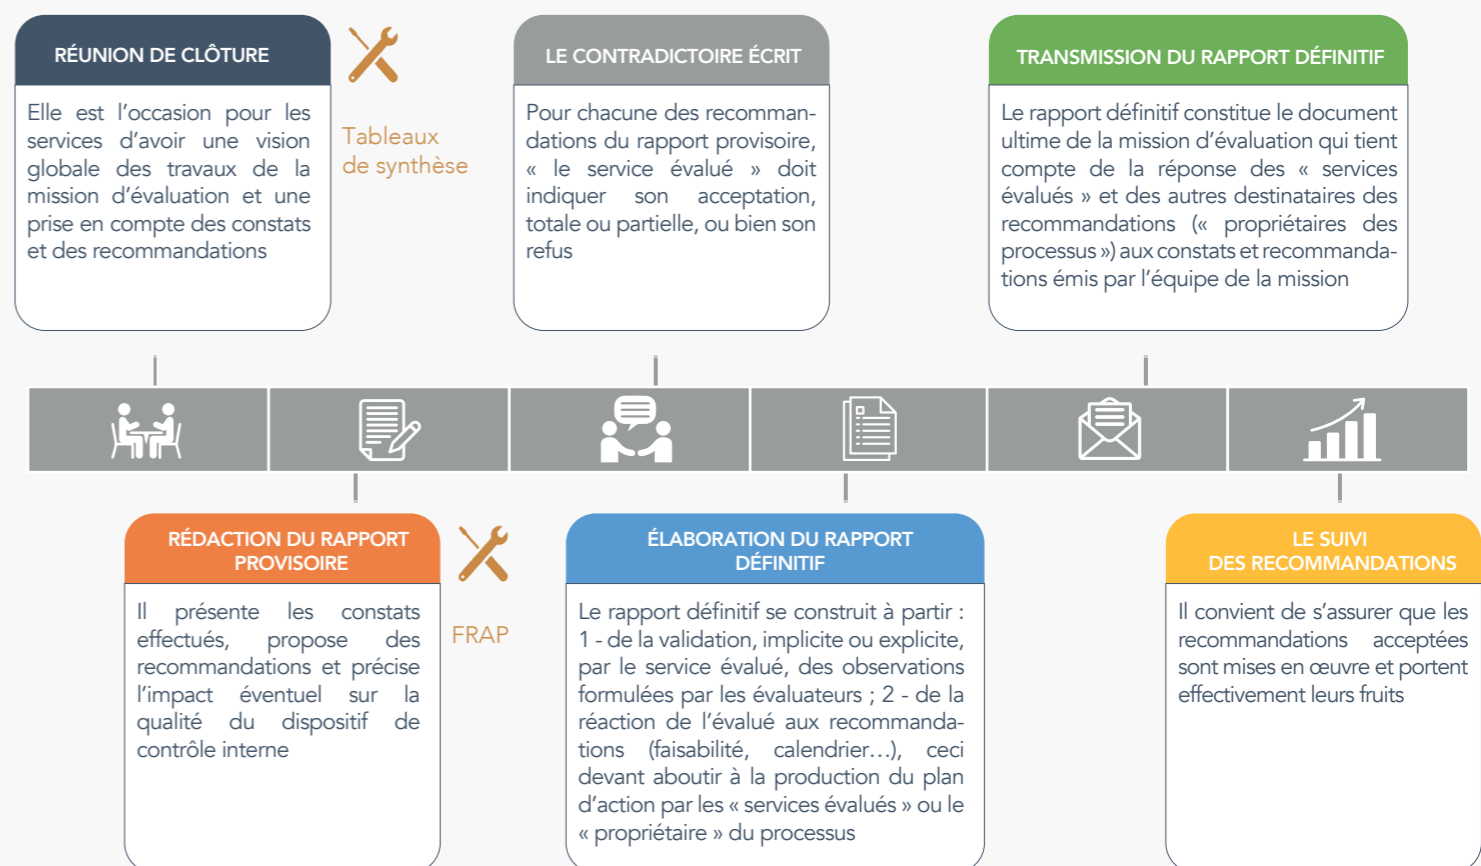 RÉUNION DE CLÔTURE
Elle est l’occasion pour les
services d’avoir une vision
globale des travaux de la
mission d’évaluation et une
prise en compte des constats
et des recommandations
Tableaux
de synthèse
LE CONTRADICTOIRE ÉCRIT
Pour chacune des recomman-
dations du rapport provisoire,
« le service évalué » doit
indiquer son acceptation,
totale ou partielle, ou bien son
refus
TRANSMISSION DU RAPPORT DÉFINITIF
Le rapport définitif constitue le document
ultime de la mission d’évaluation qui tient
compte de la réponse des « services
évalués » et des autres destinataires des
recommandations (« propriétaires des
processus ») aux constats et recommanda-
tions émis par l’équipe de la mission
RÉDACTION DU RAPPORT
PROVISOIRE
Il présente les constats
effectués, propose des
recommandations et précise
l’impact éventuel sur la
qualité du dispositif de
contrôle interne
FRAP
ÉLABORATION DU RAPPORT
DÉFINITIF
Le rapport définitif se construit à partir :
1 - de la validation, implicite ou explicite,
par le service évalué, des observations
formulées par les évaluateurs ; 2 - de la
réaction de l’évalué aux recommanda-
tions (faisabilité, calendrier…), ceci
devant aboutir à la production du plan
d’action par les « services évalués » ou le
« propriétaire » du processus
LE SUIVI
DES RECOMMANDATIONS
Il convient de s’assurer que les
recommandations acceptées
sont mises en œuvre et portent
effectivement leurs fruits